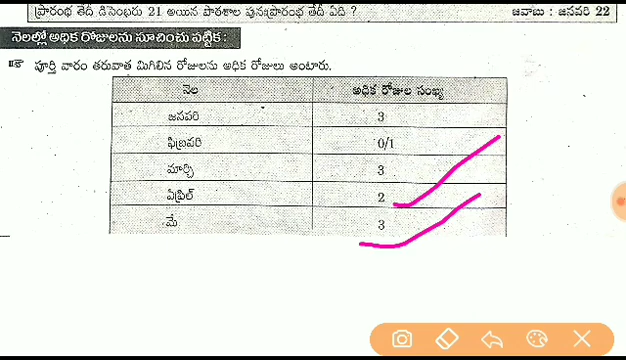 ప్రారంభ తేదీ డిసెంబరు 21 అయిన పాఠశాల పునఃప్రారంభ తేదీ ఏది ? జవాబు : జనవరి 22
నెలల్లో అధిక రోజులను సూచించు పట్టిక :
పూర్తి వారం తరువాత మిగిలిన రోజులను అధిక రోజులు అంటారు.
నెల అధిక రోజుల సంఖ్య
జనవరి 3
ఫిబ్రవరి 0/1
మార్చి 3
ఏప్రిల్ 2
మే 3